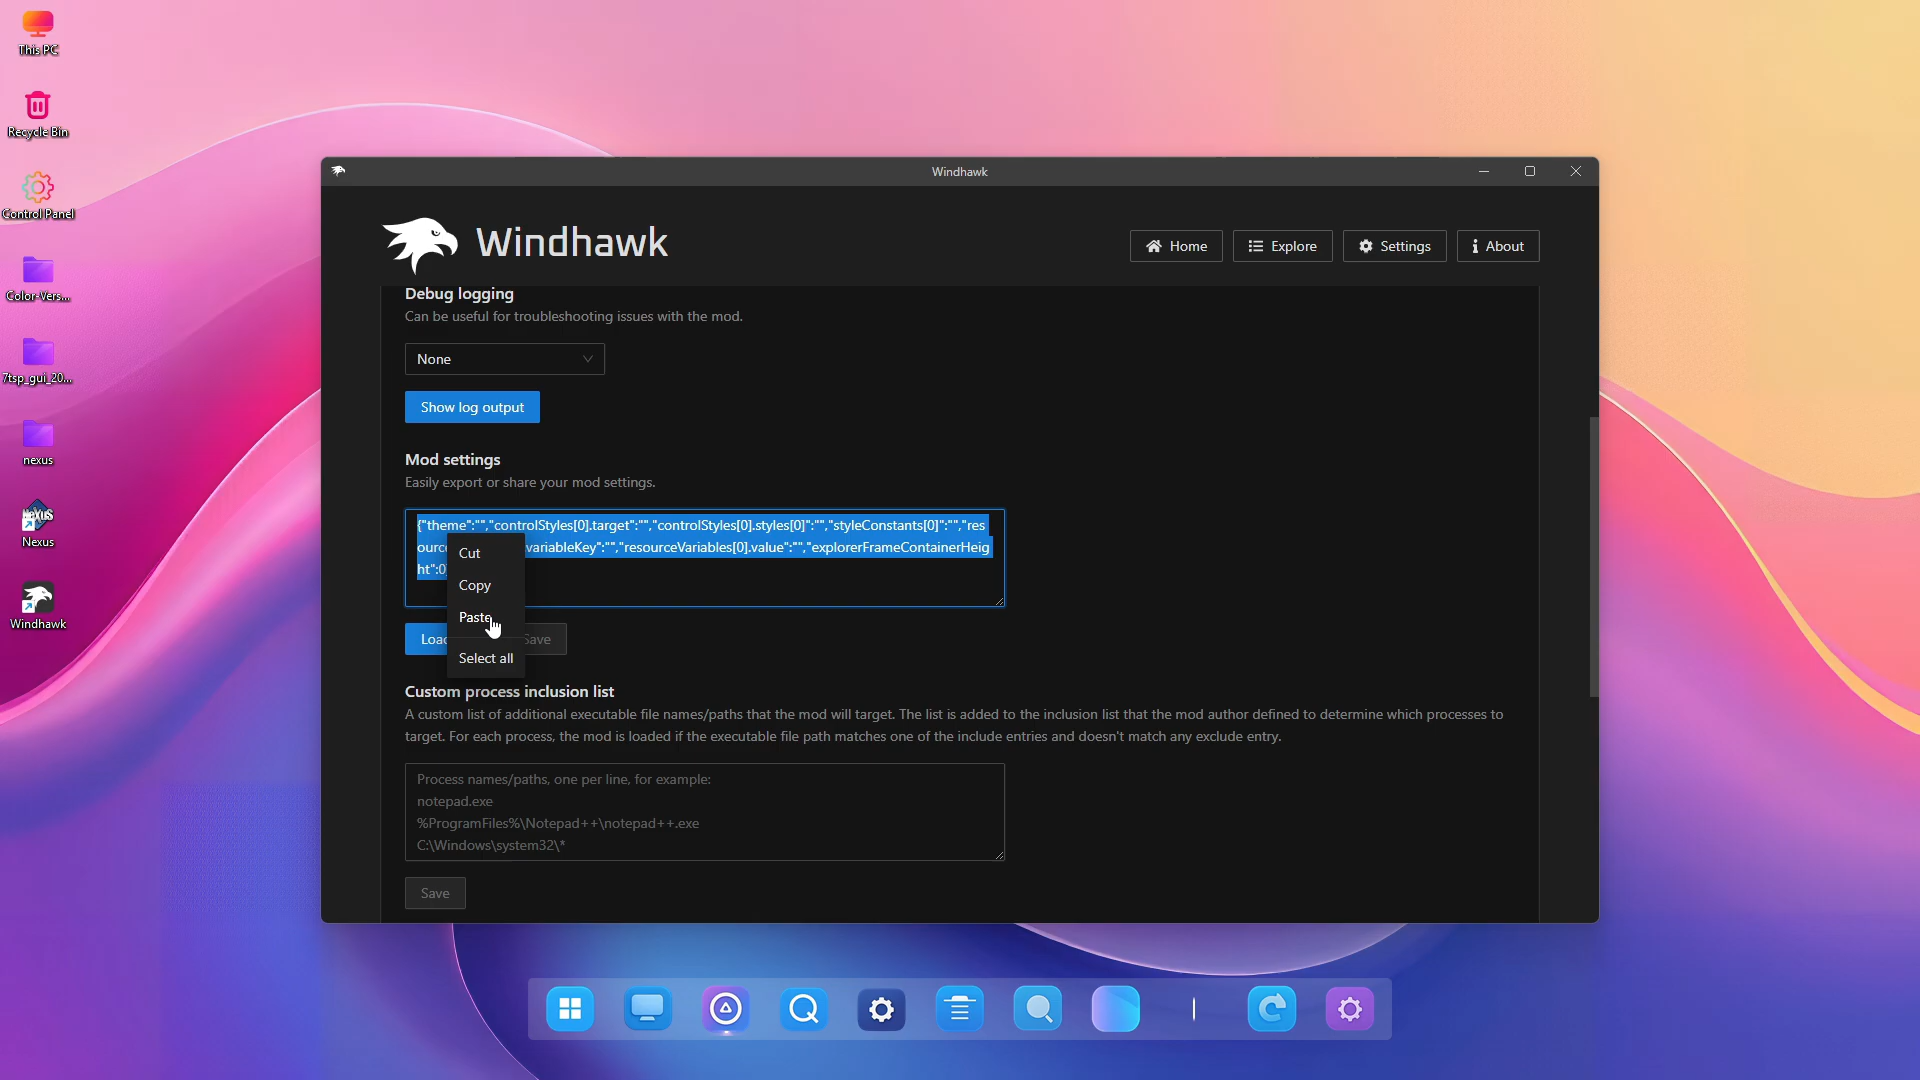 This PC
Recycle Bin
Control Panel
Color-Vers...
7tsp_gui_20...
nexus
NEXUS
Nexus
Windhawk
Windhawk
Windhawk
Home
Explore
Settings
About
Debug logging
Can be useful for troubleshooting issues with the mod.
None
Show log output
Mod settings
Easily export or share your mod settings.
{"theme":"","controlStyles[0].target":"","controlStyles[0].styles[0]":"","styleConstants[0]":"","res
ourc variableKey":"","resourceVariables[0].value":"","explorerFrameContainerHeig
ht":0
Cut
Copy
Paste
Select all
Load
Save
Custom process inclusion list
A custom list of additional executable file names/paths that the mod will target. The list is added to the inclusion list that the mod author defined to determine which processes to
target. For each process, the mod is loaded if the executable file path matches one of the include entries and doesn't match any exclude entry.
Process names/paths, one per line, for example:
notepad.exe
%ProgramFiles%\Notepad++\notepad++.exe
C:\Windows\system32\*
Save